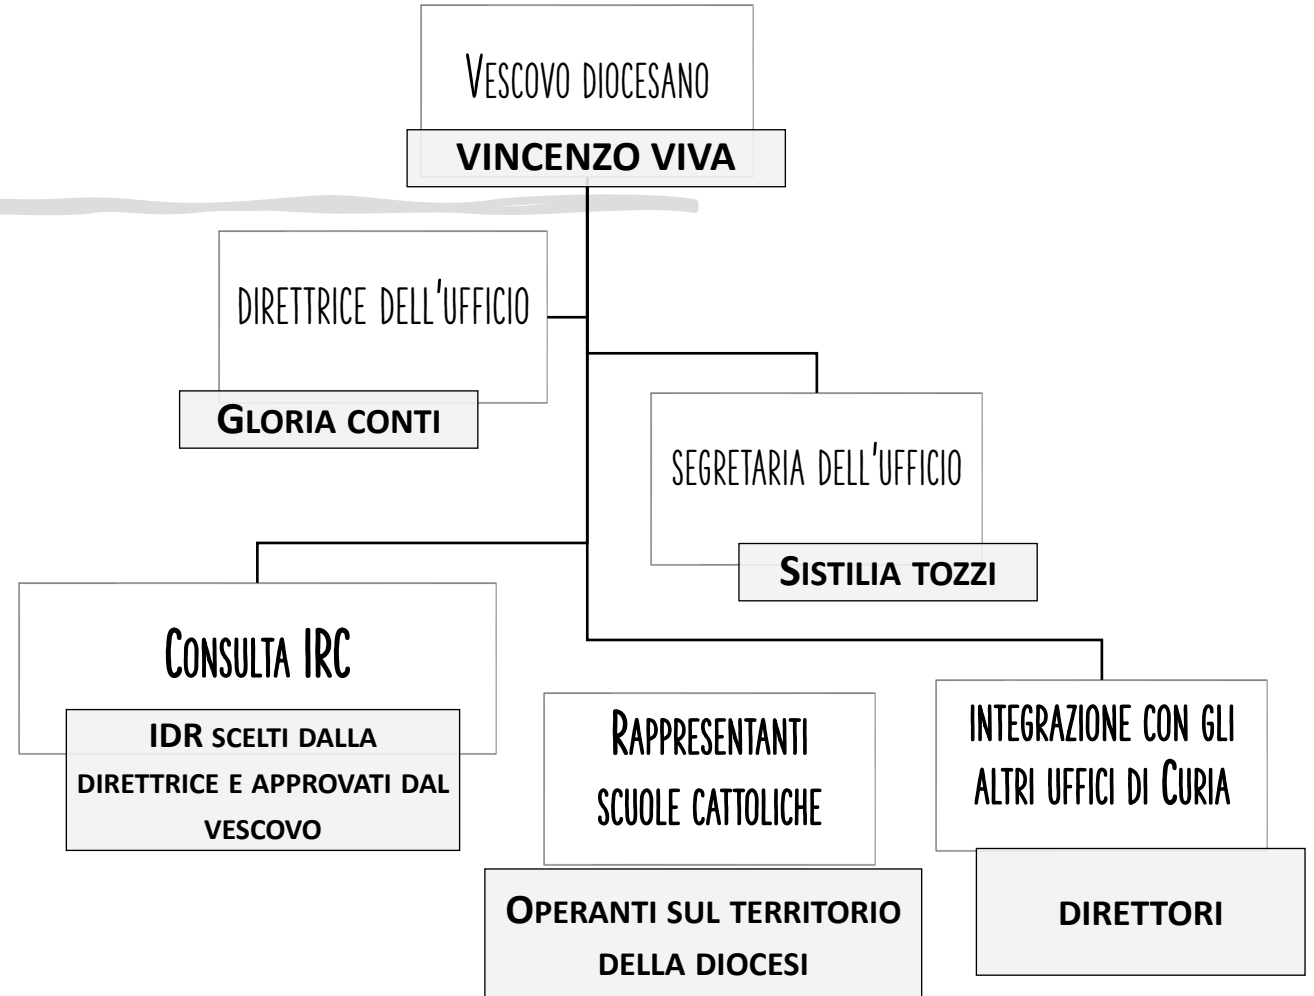 Vescovo diocesano
VINCENZO VIVA
direttrice dell'ufficio
Gloria conti
segretaria dell'ufficio
Sistilia tozzi
Consulta IRC
IDR scelti dalla
direttrice e approvati dal
vescovo
Rappresentanti
scuole cattoliche
Operanti sul territorio
della diocesi
integrazione con gli
altri uffici di Curia
direttori